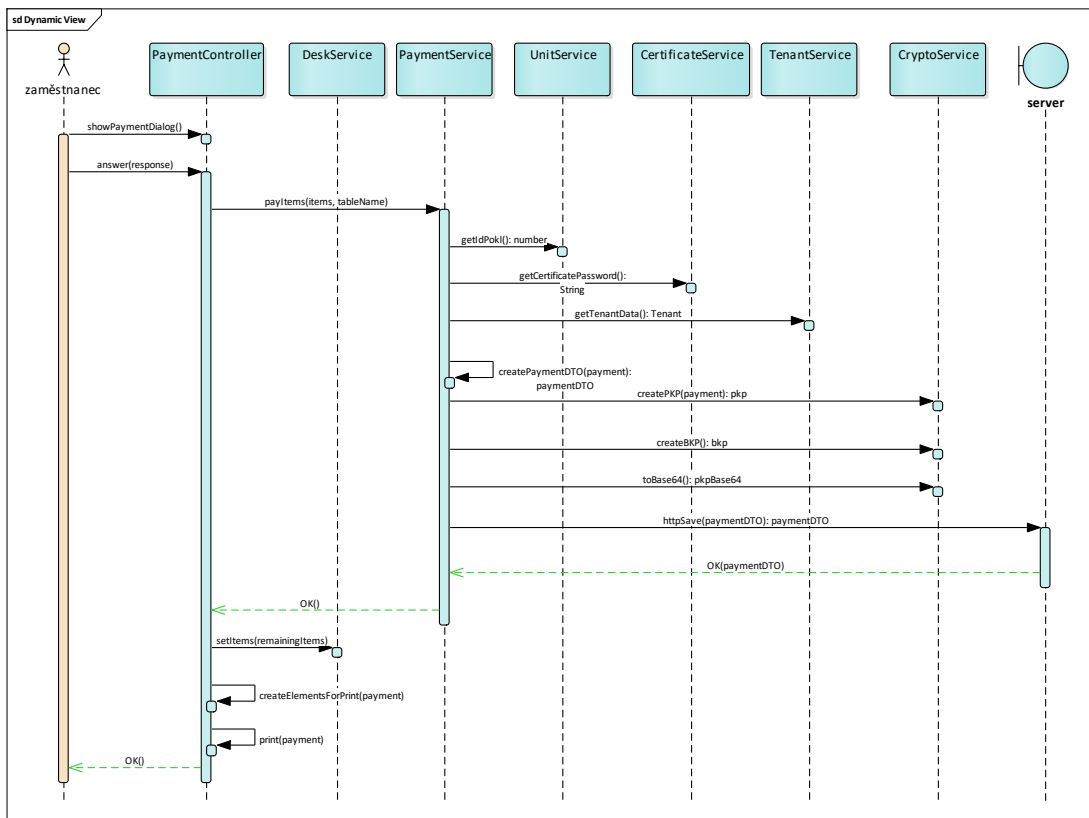 sd Dynamic View
zaměstnanec
PaymentController
DeskService
PaymentService
UnitService
CertificateService
TenantService
CryptoService
server
showPaymentDialog()
answer(response)
payItems(items, tableName)
getIdPokl(): number
getCertificatePassword():
String
getTenantData(): Tenant
createPaymentDTO(payment):
paymentDTO
createPKP(payment): pkp
createBKP(): bkp
toBase64(): pkpBase64
httpSave(paymentDTO): paymentDTO
OK(paymentDTO)
OK()
setItems(remainingItems)
createElementsForPrint(payment)
print(payment)
OK()